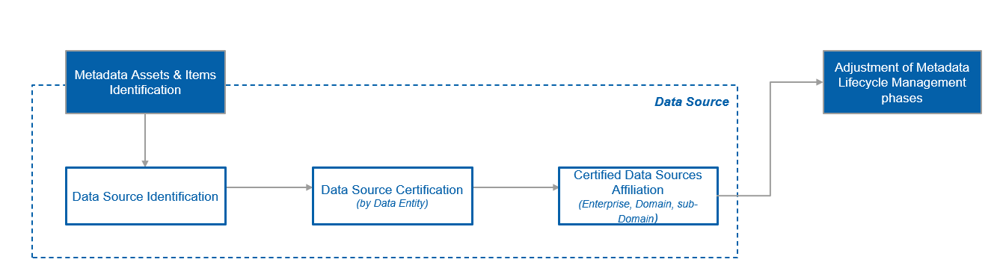 Metadata Assets & Items
Identification
Adjustment of Metadata
Lifecycle Management
phases
Data Source
Data Source Identification
Data Source Certification
(by Data Entity)
Certified Data Sources
Affiliation
(Enterprise, Domain, sub-
Domain)